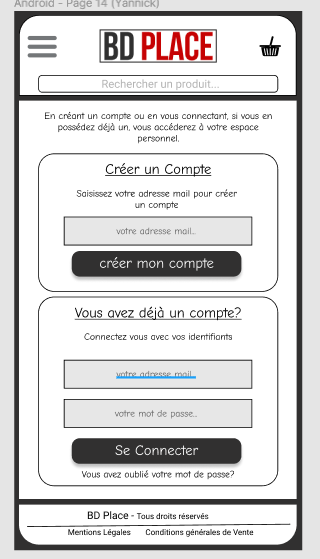 Android - Page 14 (Yannick)
BD PLACE
Rechercher un produit...
En créant un compte ou en vous connectant, si vous en
possédez déjà un, vous accéderez à votre espace
personnel.
Créer un Compte
Saisissez votre adresse mail pour créer
un compte
votre adresse mail...
créer mon compte
Vous avez déjà un compte?
Connectez vous avec vos identifiants
votre adresse mail...
votre mot de passe...
Se Connecter
Vous avez oublié votre mot de passe?
BD Place - Tous droits réservés
Mentions Légales Conditions générales de Vente